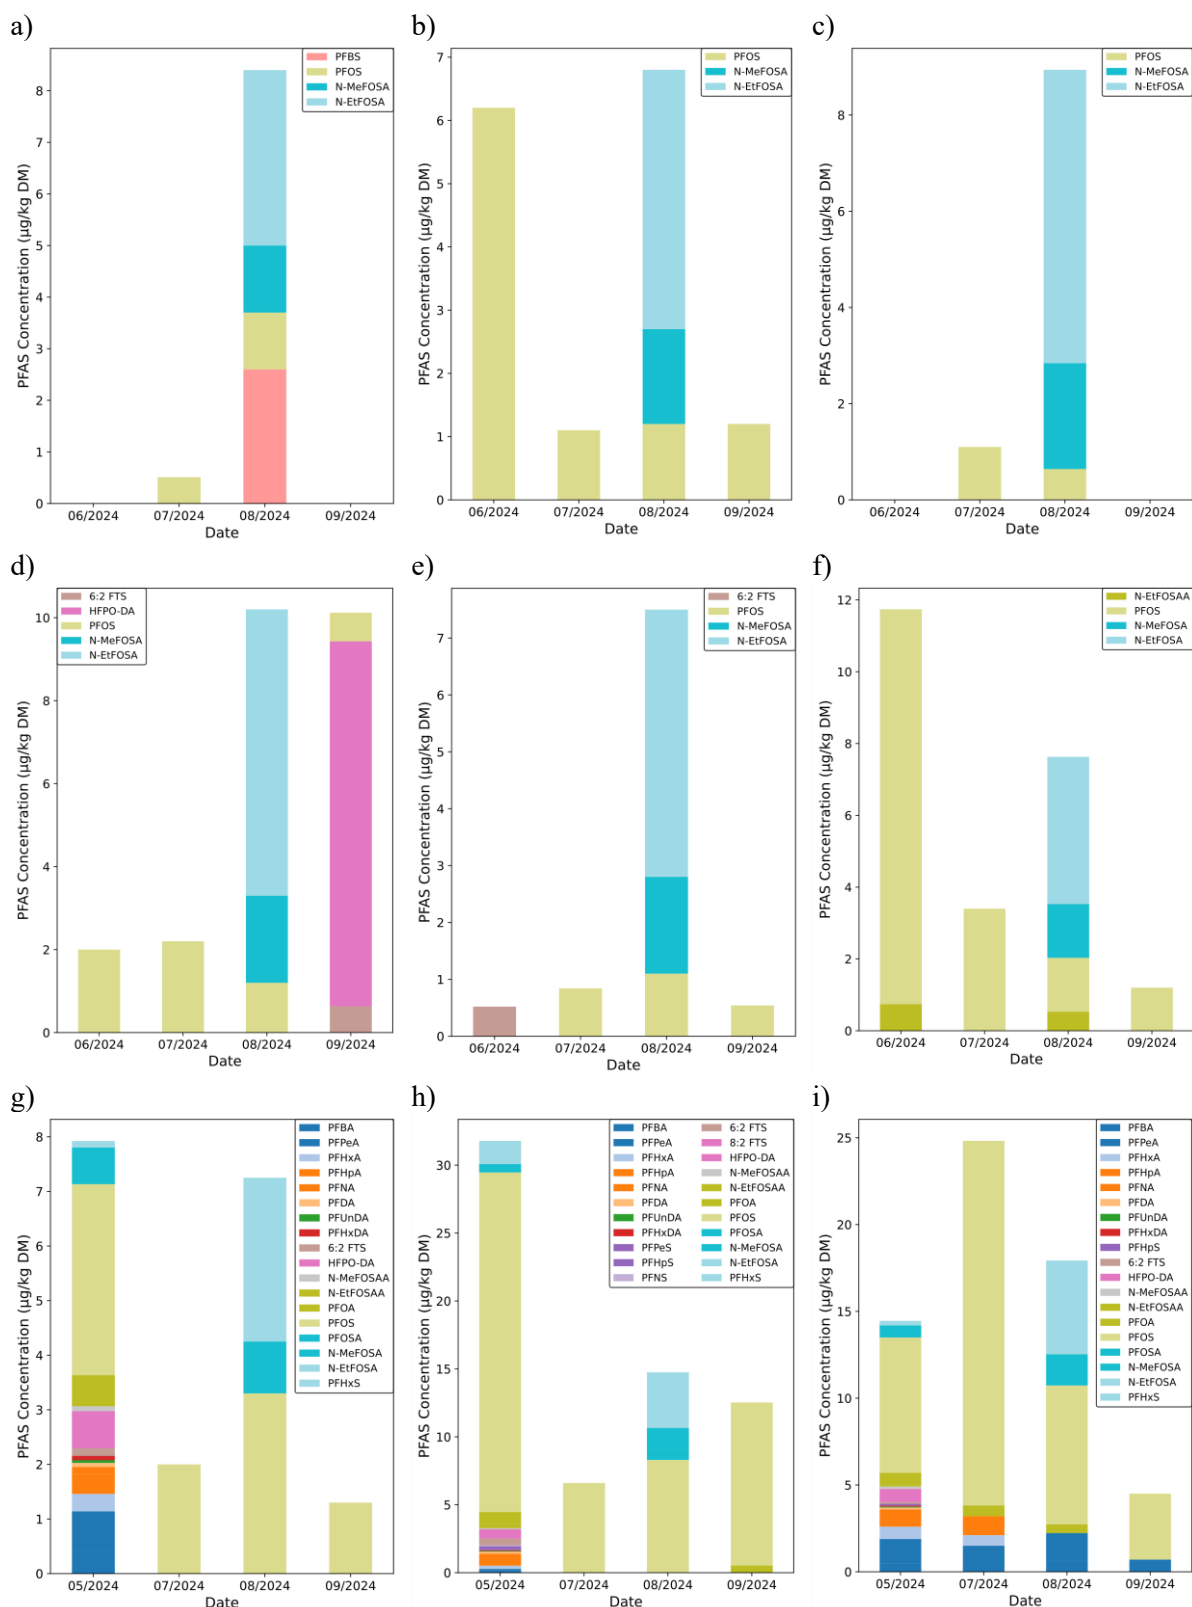 a)
PFBS
PFOS
N-MeFOSA
N-EtFOSA
8
7
6
5
4
3
2
1
0
PFAS Concentration (µg/kg DM)
06/2024 07/2024 08/2024 09/2024
Date
b)
PFOS
N-MeFOSA
N-EtFOSA
7
6
5
4
3
2
1
0
PFAS Concentration (µg/kg DM)
06/2024 07/2024 08/2024 09/2024
Date
c)
PFOS
N-MeFOSA
N-EtFOSA
8
6
4
2
0
PFAS Concentration (µg/kg DM)
06/2024 07/2024 08/2024 09/2024
Date
d)
6:2 FTS
HFPO-DA
PFOS
N-MeFOSA
N-EtFOSA
10
8
6
4
2
0
PFAS Concentration (µg/kg DM)
06/2024 07/2024 08/2024 09/2024
Date
e)
6:2 FTS
PFOS
N-MeFOSA
N-EtFOSA
7
6
5
4
3
2
1
0
PFAS Concentration (µg/kg DM)
06/2024 07/2024 08/2024 09/2024
Date
f)
N-EtFOSAA
PFOS
N-MeFOSA
N-EtFOSA
12
10
8
6
4
2
0
PFAS Concentration (µg/kg DM)
06/2024 07/2024 08/2024 09/2024
Date
g)
PFBA
PFPeA
PFHxA
PFHpA
PFNA
PFDA
PFUnDA
PFHxDA
6:2 FTS
HFPO-DA
N-MeFOSAA
N-EtFOSAA
PFOA
PFOS
PFOSA
N-MeFOSA
N-EtFOSA
PFHxS
8
7
6
5
4
3
2
1
0
PFAS Concentration (µg/kg DM)
05/2024 07/2024 08/2024 09/2024
Date
h)
PFBA 6:2 FTS
PFPeA 8:2 FTS
PFHxA HFPO-DA
PFHpA N-MeFOSAA
PFNA N-EtFOSAA
PFDA PFOA
PFUnDA PFOS
PFHxDA PFOSA
PFPeS N-MeFOSA
PFHpS N-EtFOSA
PFNS PFHxS
30
25
20
15
10
5
0
PFAS Concentration (µg/kg DM)
05/2024 07/2024 08/2024 09/2024
Date
i)
PFBA
PFPeA
PFHxA
PFHpA
PFNA
PFDA
PFUnDA
PFHxDA
PFHpS
6:2 FTS
HFPO-DA
N-MeFOSAA
N-EtFOSAA
PFOA
PFOS
PFOSA
N-MeFOSA
N-EtFOSA
PFHxS
25
20
15
10
5
0
PFAS Concentration (µg/kg DM)
05/2024 07/2024 08/2024 09/2024
Date